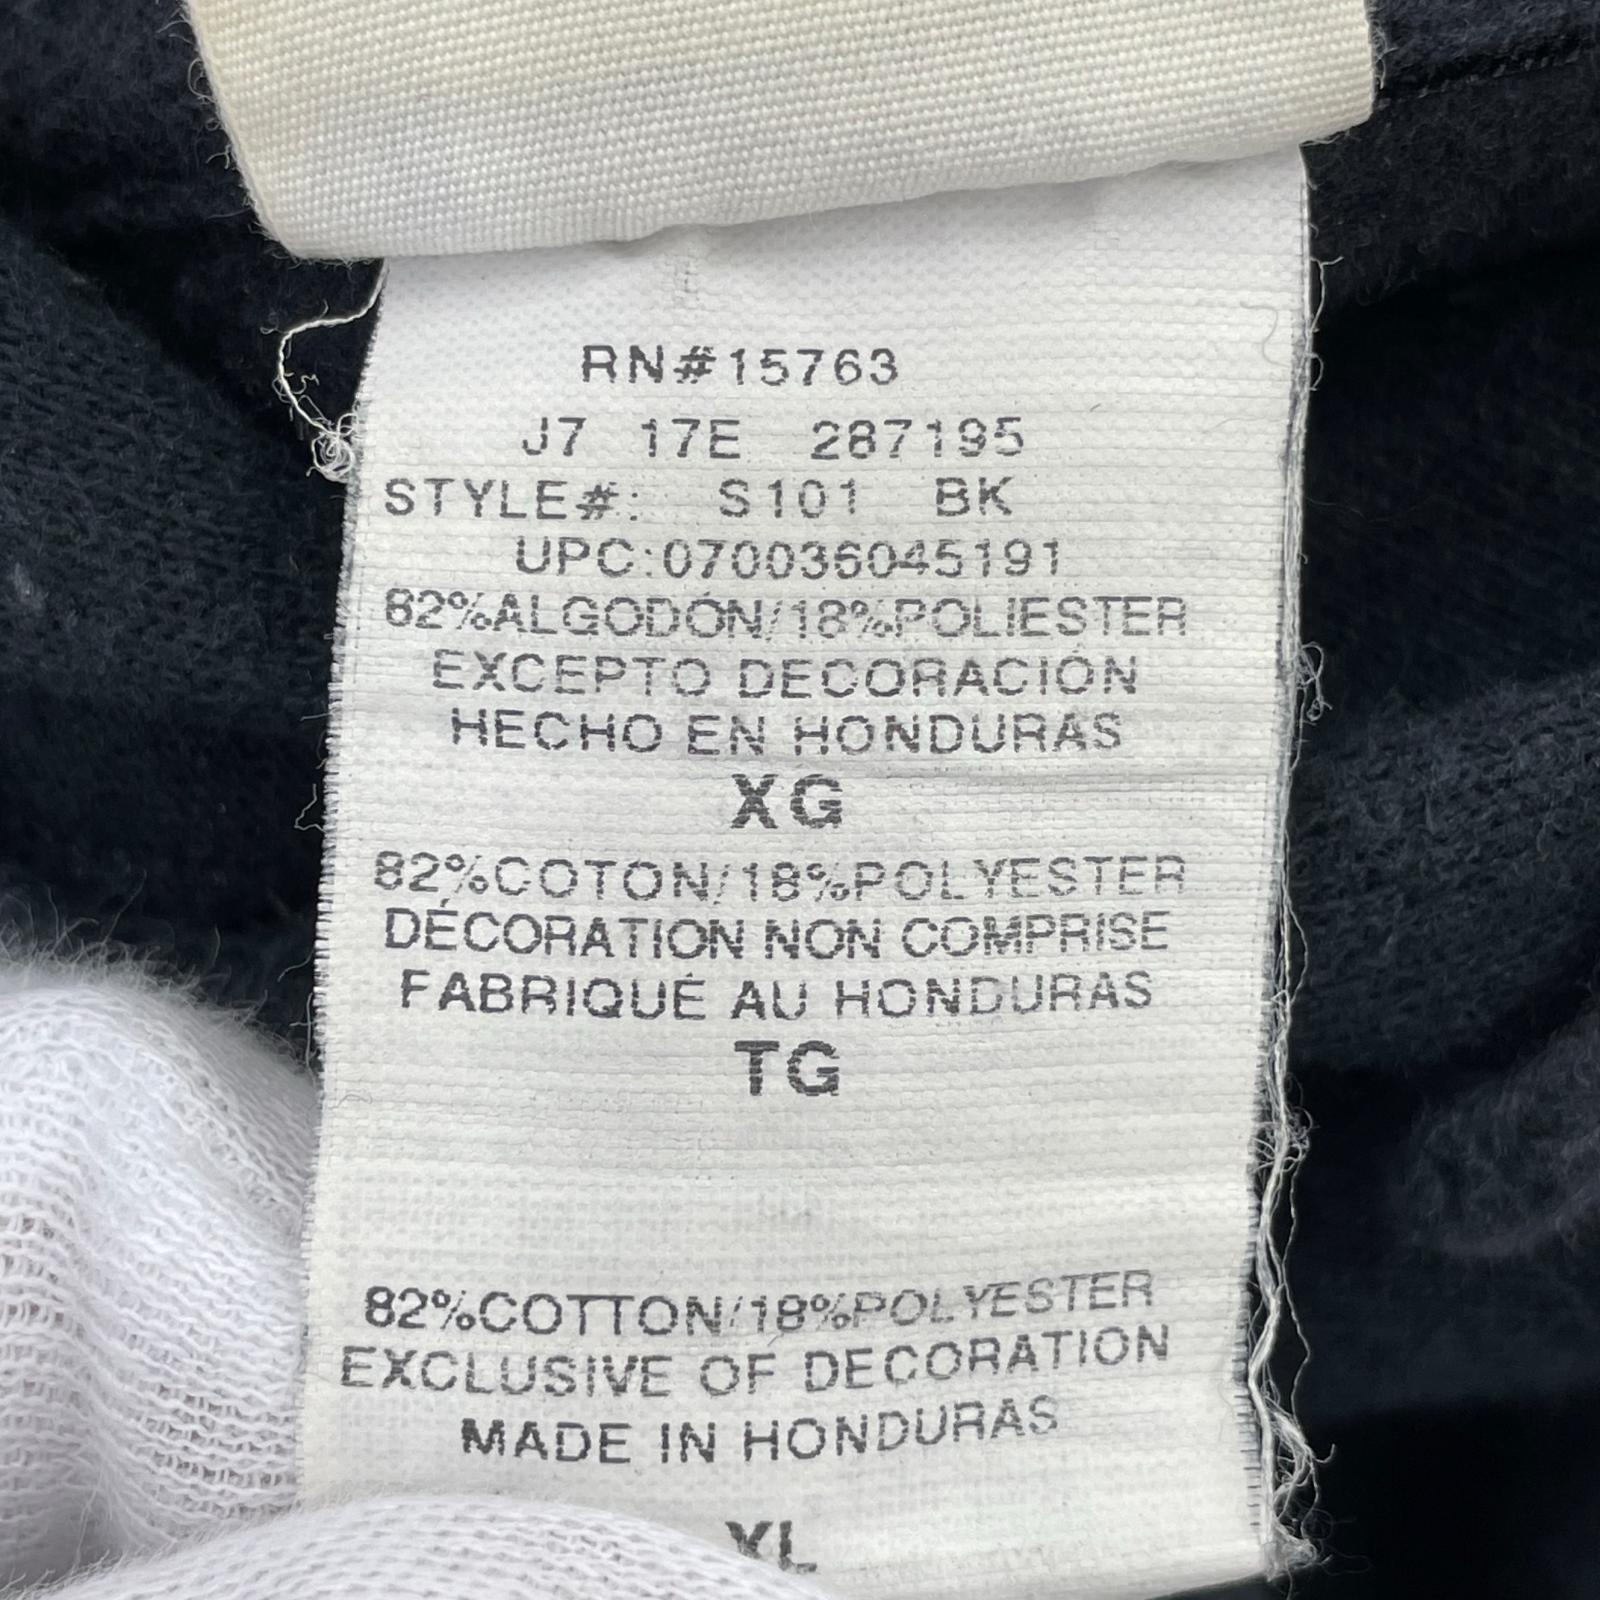 RN#15763
J7 17E 287195
STYLE#: S101 BK
UPC:070036045191
82%ALGODÓN/18%POLIESTER
EXCEPTO DECORACIÓN
HECHO EN HONDURAS
XG
82%COTON/18%POLYESTER
DÉCORATION NON COMPRISE
FABRIQUÉ AU HONDURAS
TG
82%COTTON/18%POLYESTER
EXCLUSIVE OF DECORATION
MADE IN HONDURAS
XL